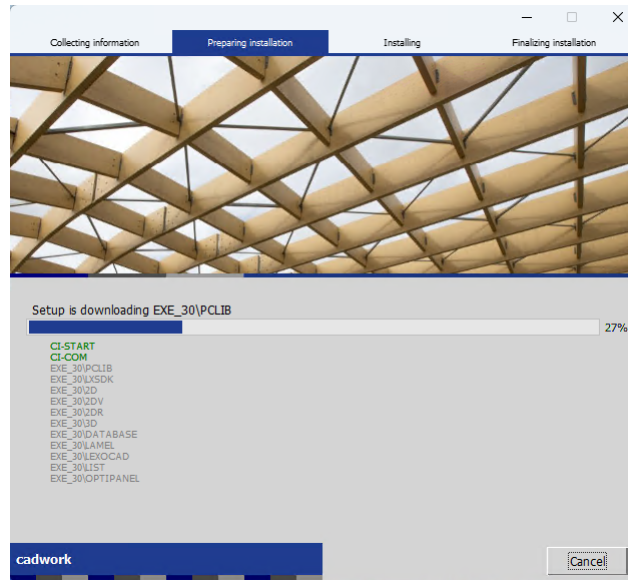 Collecting information
Preparing installation
Installing
Finalizing installation
Setup is downloading EXE_30\PCLIB
27%
CI-START
CI-COM
EXE_30\PCLIB
EXE_30\LXSDK
EXE_30\2D
EXE_30\2DV
EXE_30\2DR
EXE_30\3D
EXE_30\DATABASE
EXE_30\LAMEL
EXE_30\LEXOCAD
EXE_30\LIST
EXE_30\OPTIPANEL
cadwork
Cancel